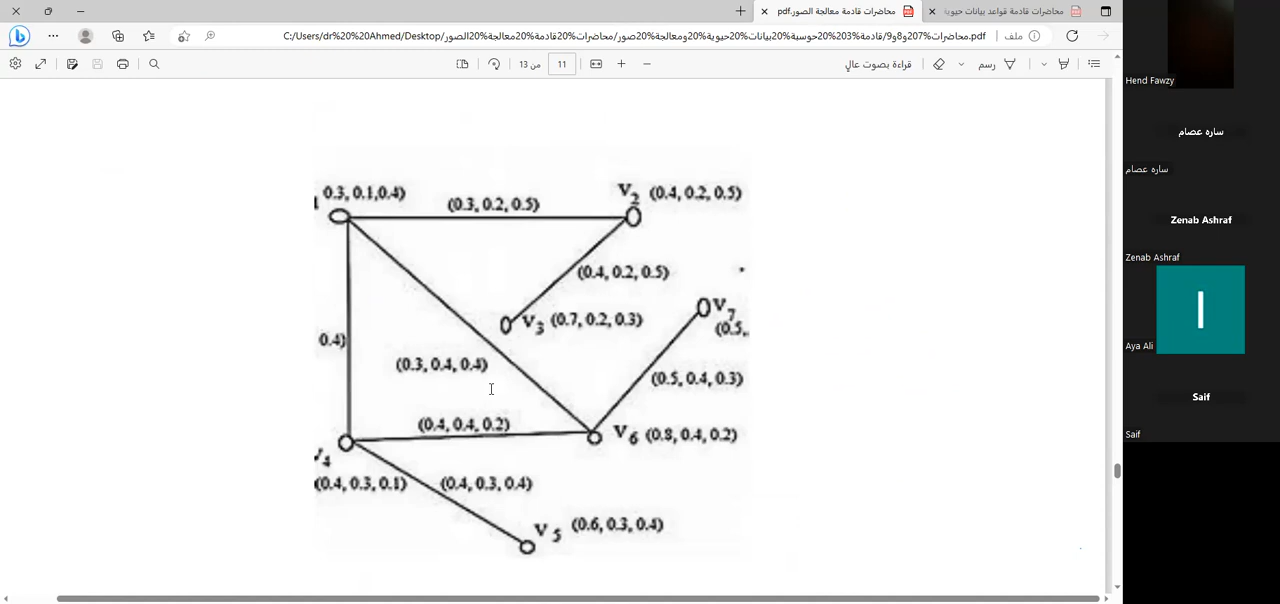 محاضرات قادمة معالجة الصور.pdf
محاضرات قادمة قواعد بيانات حيوية
C:/Users/dr%20%20Ahmed/Desktop/محاضرات%20قادمة%20معالجة%20الصور/محاضرات%207و8و9/قادمة%203%20حوسبة%20بيانات%20حيوية%20ومعالجة%20صور.pdf
ملف
11 من 13
قراءة بصوت عالٍ
رسم
0.3, 0.1,0.4)
(0.3, 0.2, 0.5)
V2 (0.4, 0.2, 0.5)
(0.4, 0.2, 0.5)
V3 (0.7, 0.2, 0.3)
V7
(0.5,
0.4)
(0.3, 0.4, 0.4)
(0.5, 0.4, 0.3)
(0.4, 0.4, 0.2)
V6 (0.8, 0.4, 0.2)
V4
(0.4, 0.3, 0.1)
(0.4, 0.3, 0.4)
V5 (0.6, 0.3, 0.4)
Hend Fawzy
ساره عصام
ساره عصام
Zenab Ashraf
Zenab Ashraf
I
Aya Ali
Saif
Saif